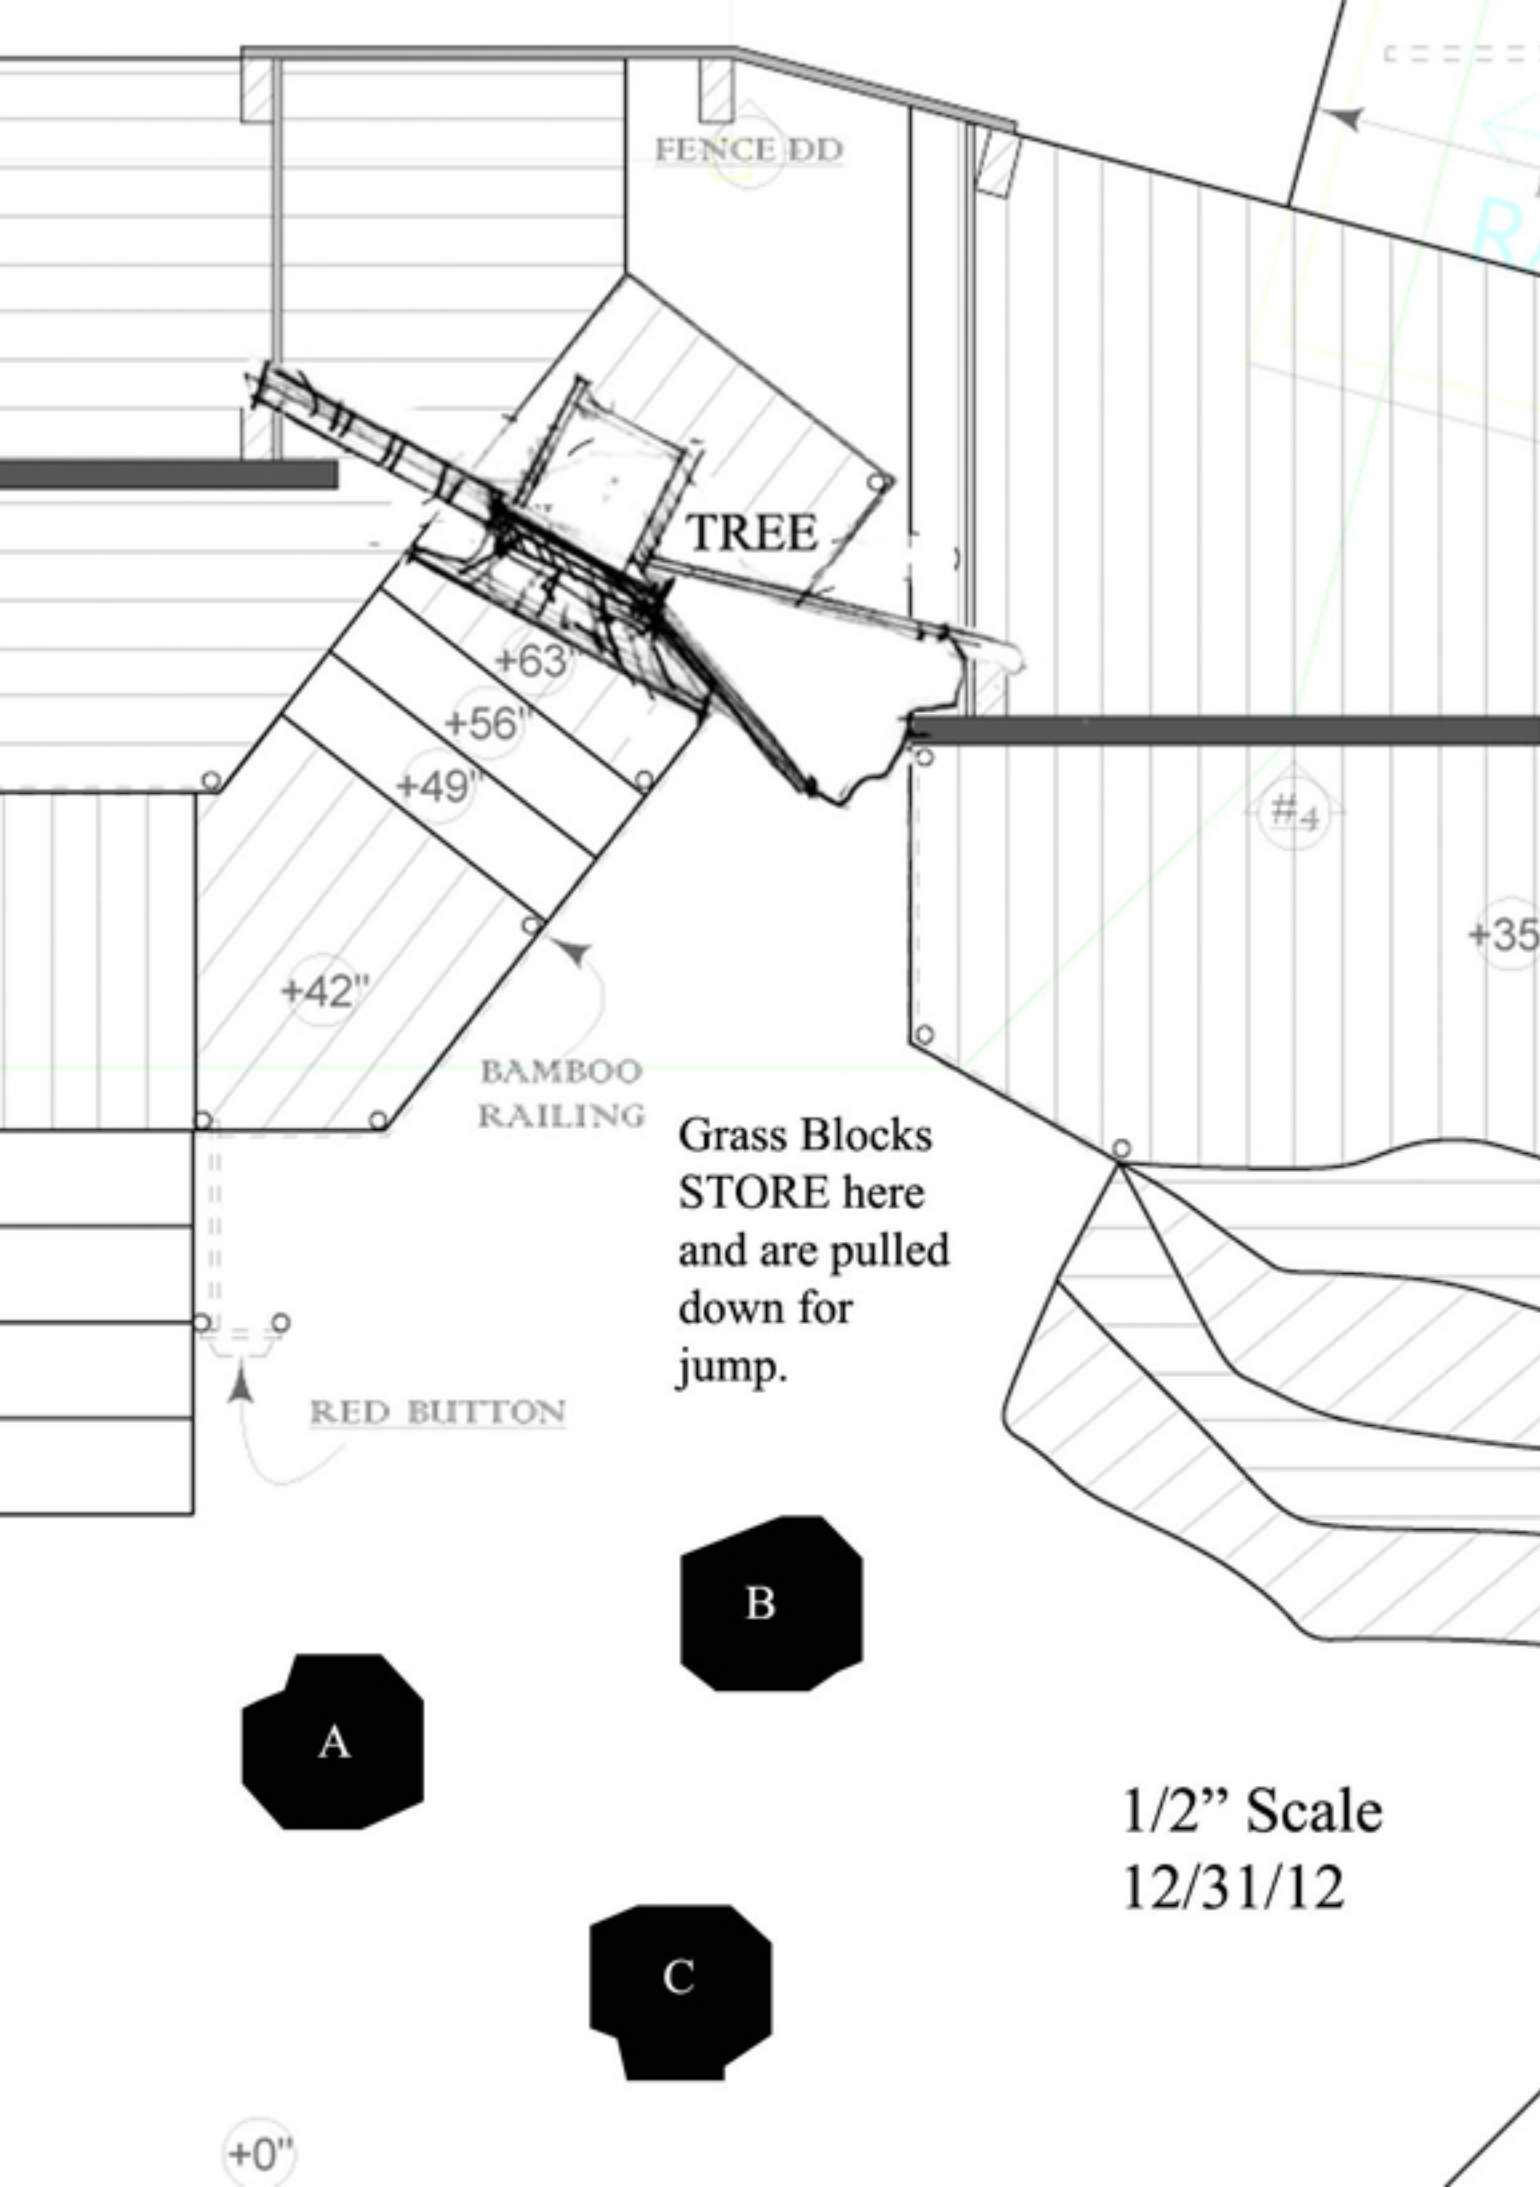 FENCE DD
TREE
+63"
+56"
+49"
#4
+35
+42"
BAMBOO
RAILING
Grass Blocks
STORE here
and are pulled
down for
jump.
RED BUTTON
B
A
1/2” Scale
12/31/12
C
+0"